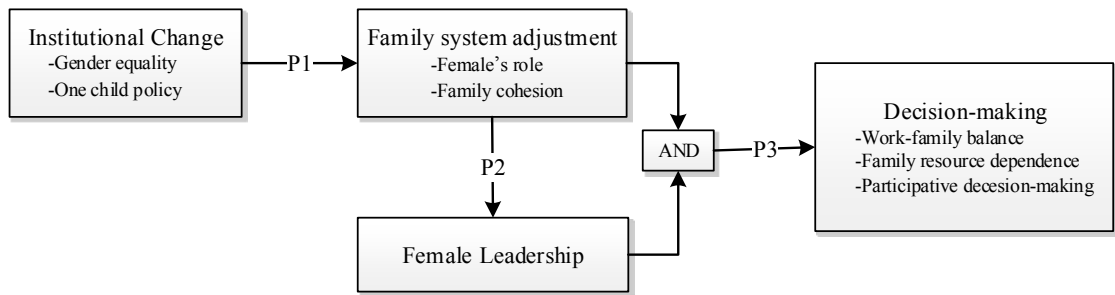 Institutional Change
-Gender equality
-One child policy
P1
Family system adjustment
-Female's role
-Family cohesion
P2
Female Leadership
AND
P3
Decision-making
-Work-family balance
-Family resource dependence
-Participative decesion-making